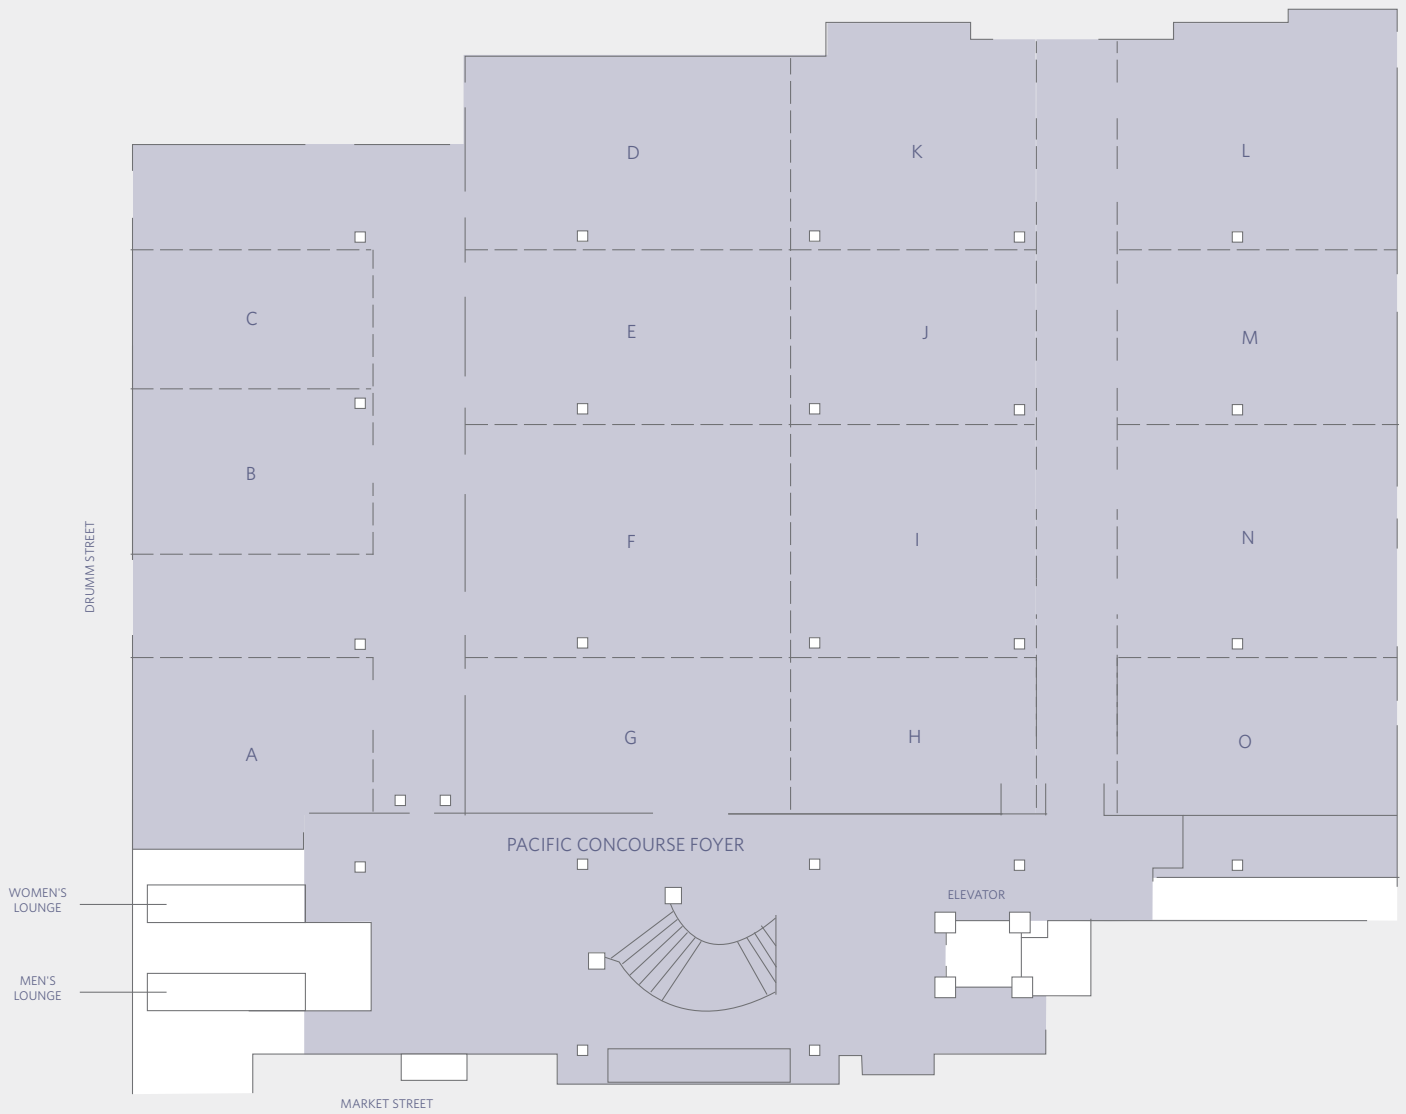 D
K
L
C
E
J
M
B
F
I
N
DRUMM STREET
A
G
H
O
PACIFIC CONCOURSE FOYER
WOMEN'S
LOUNGE
ELEVATOR
MEN'S
LOUNGE
MARKET STREET